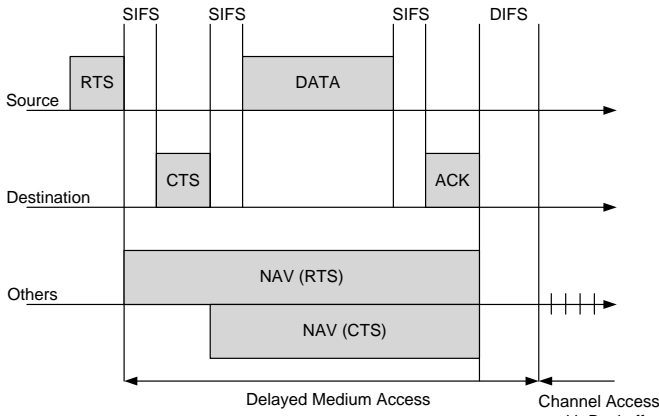 SIFS SIFS SIFS DIFS
RTS DATA
Source
CTS ACK
Destination
NAV (RTS)
Others
NAV (CTS)
Delayed Medium Access
Channel Access